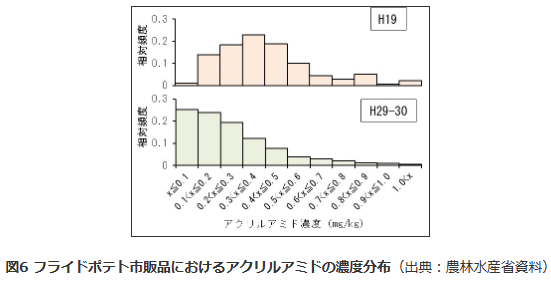 H19
相対頻度
0.3
0.2
0.1
0
H29-30
相対頻度
0.3
0.2
0.1
0
x≦0.1
0.1<x≦0.2
0.2<x≦0.3
0.3<x≦0.4
0.4<x≦0.5
0.5<x≦0.6
0.6<x≦0.7
0.7<x≦0.8
0.8<x≦0.9
0.9<x≦1.0
1.0<x
アクリルアミド濃度 (mg/kg)
図6 フライドポテト市販品におけるアクリルアミドの濃度分布（出典：農林水産省資料）